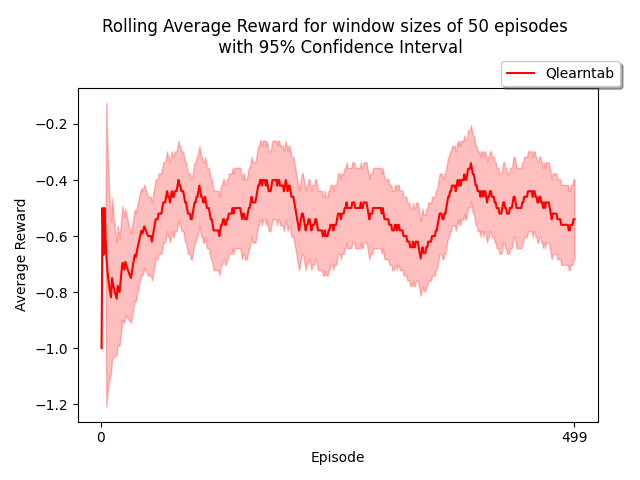 Rolling Average Reward for window sizes of 50 episodes
with 95% Confidence Interval
Qlearntab
−0.2
−0.4
−0.6
−0.8
−1.0
−1.2
Average Reward
0
499
Episode